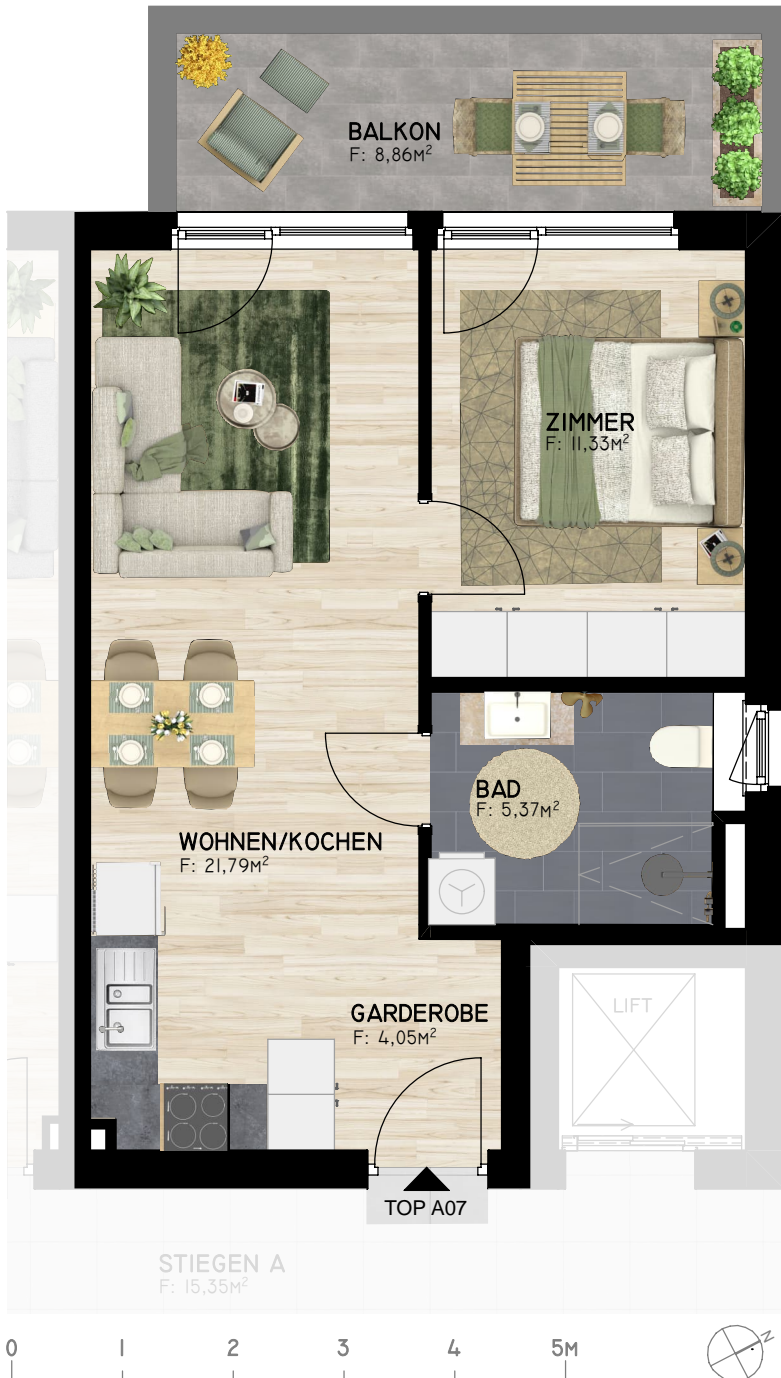 BALKON
F: 8,86M²
ZIMMER
F: 11,33M²
BAD
F: 5,37M²
WOHNEN/KOCHEN
F: 21,79M²
GARDEROBE
F: 4,05M²
LIFT
TOP A07
STIEGEN A
F: 15,35M²
0 1 2 3 4 5M
N